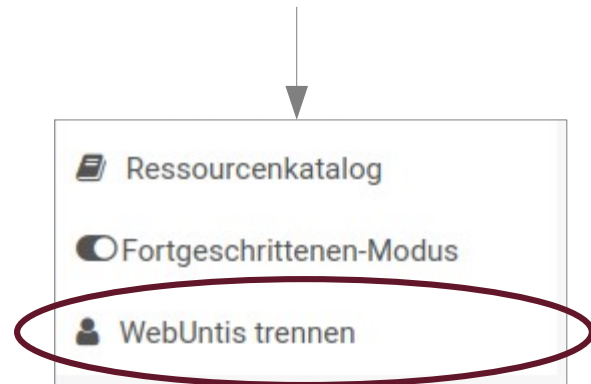 Ressourcenkatalog
Fortgeschrittenen-Modus
WebUntis trennen